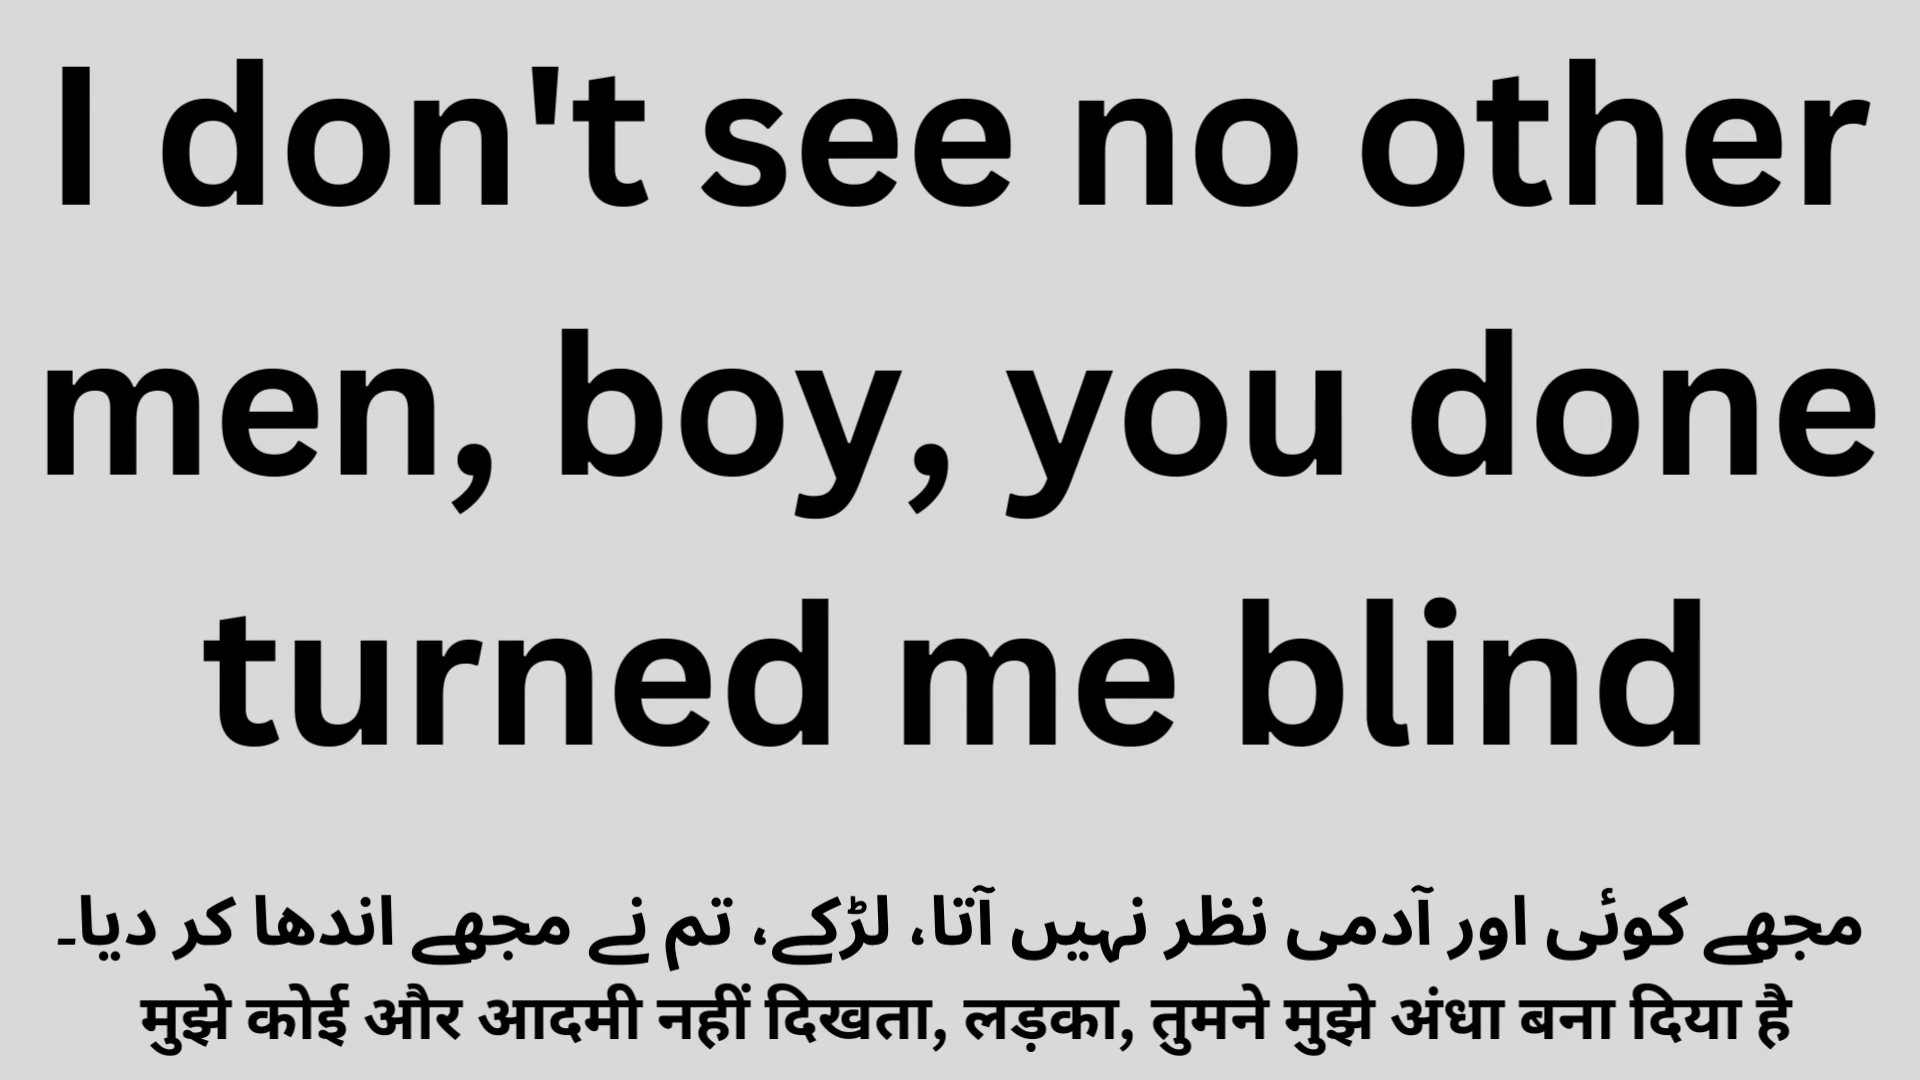 I don't see no other
men, boy, you done
turned me blind
مجھے کوئی اور آدمی نظر نہیں آتا، لڑکے، تم نے مجھے اندھا کر دیا۔
मुझे कोई और आदमी नहीं दिखता, लड़का, तुमने मुझे अंधा बना दिया है